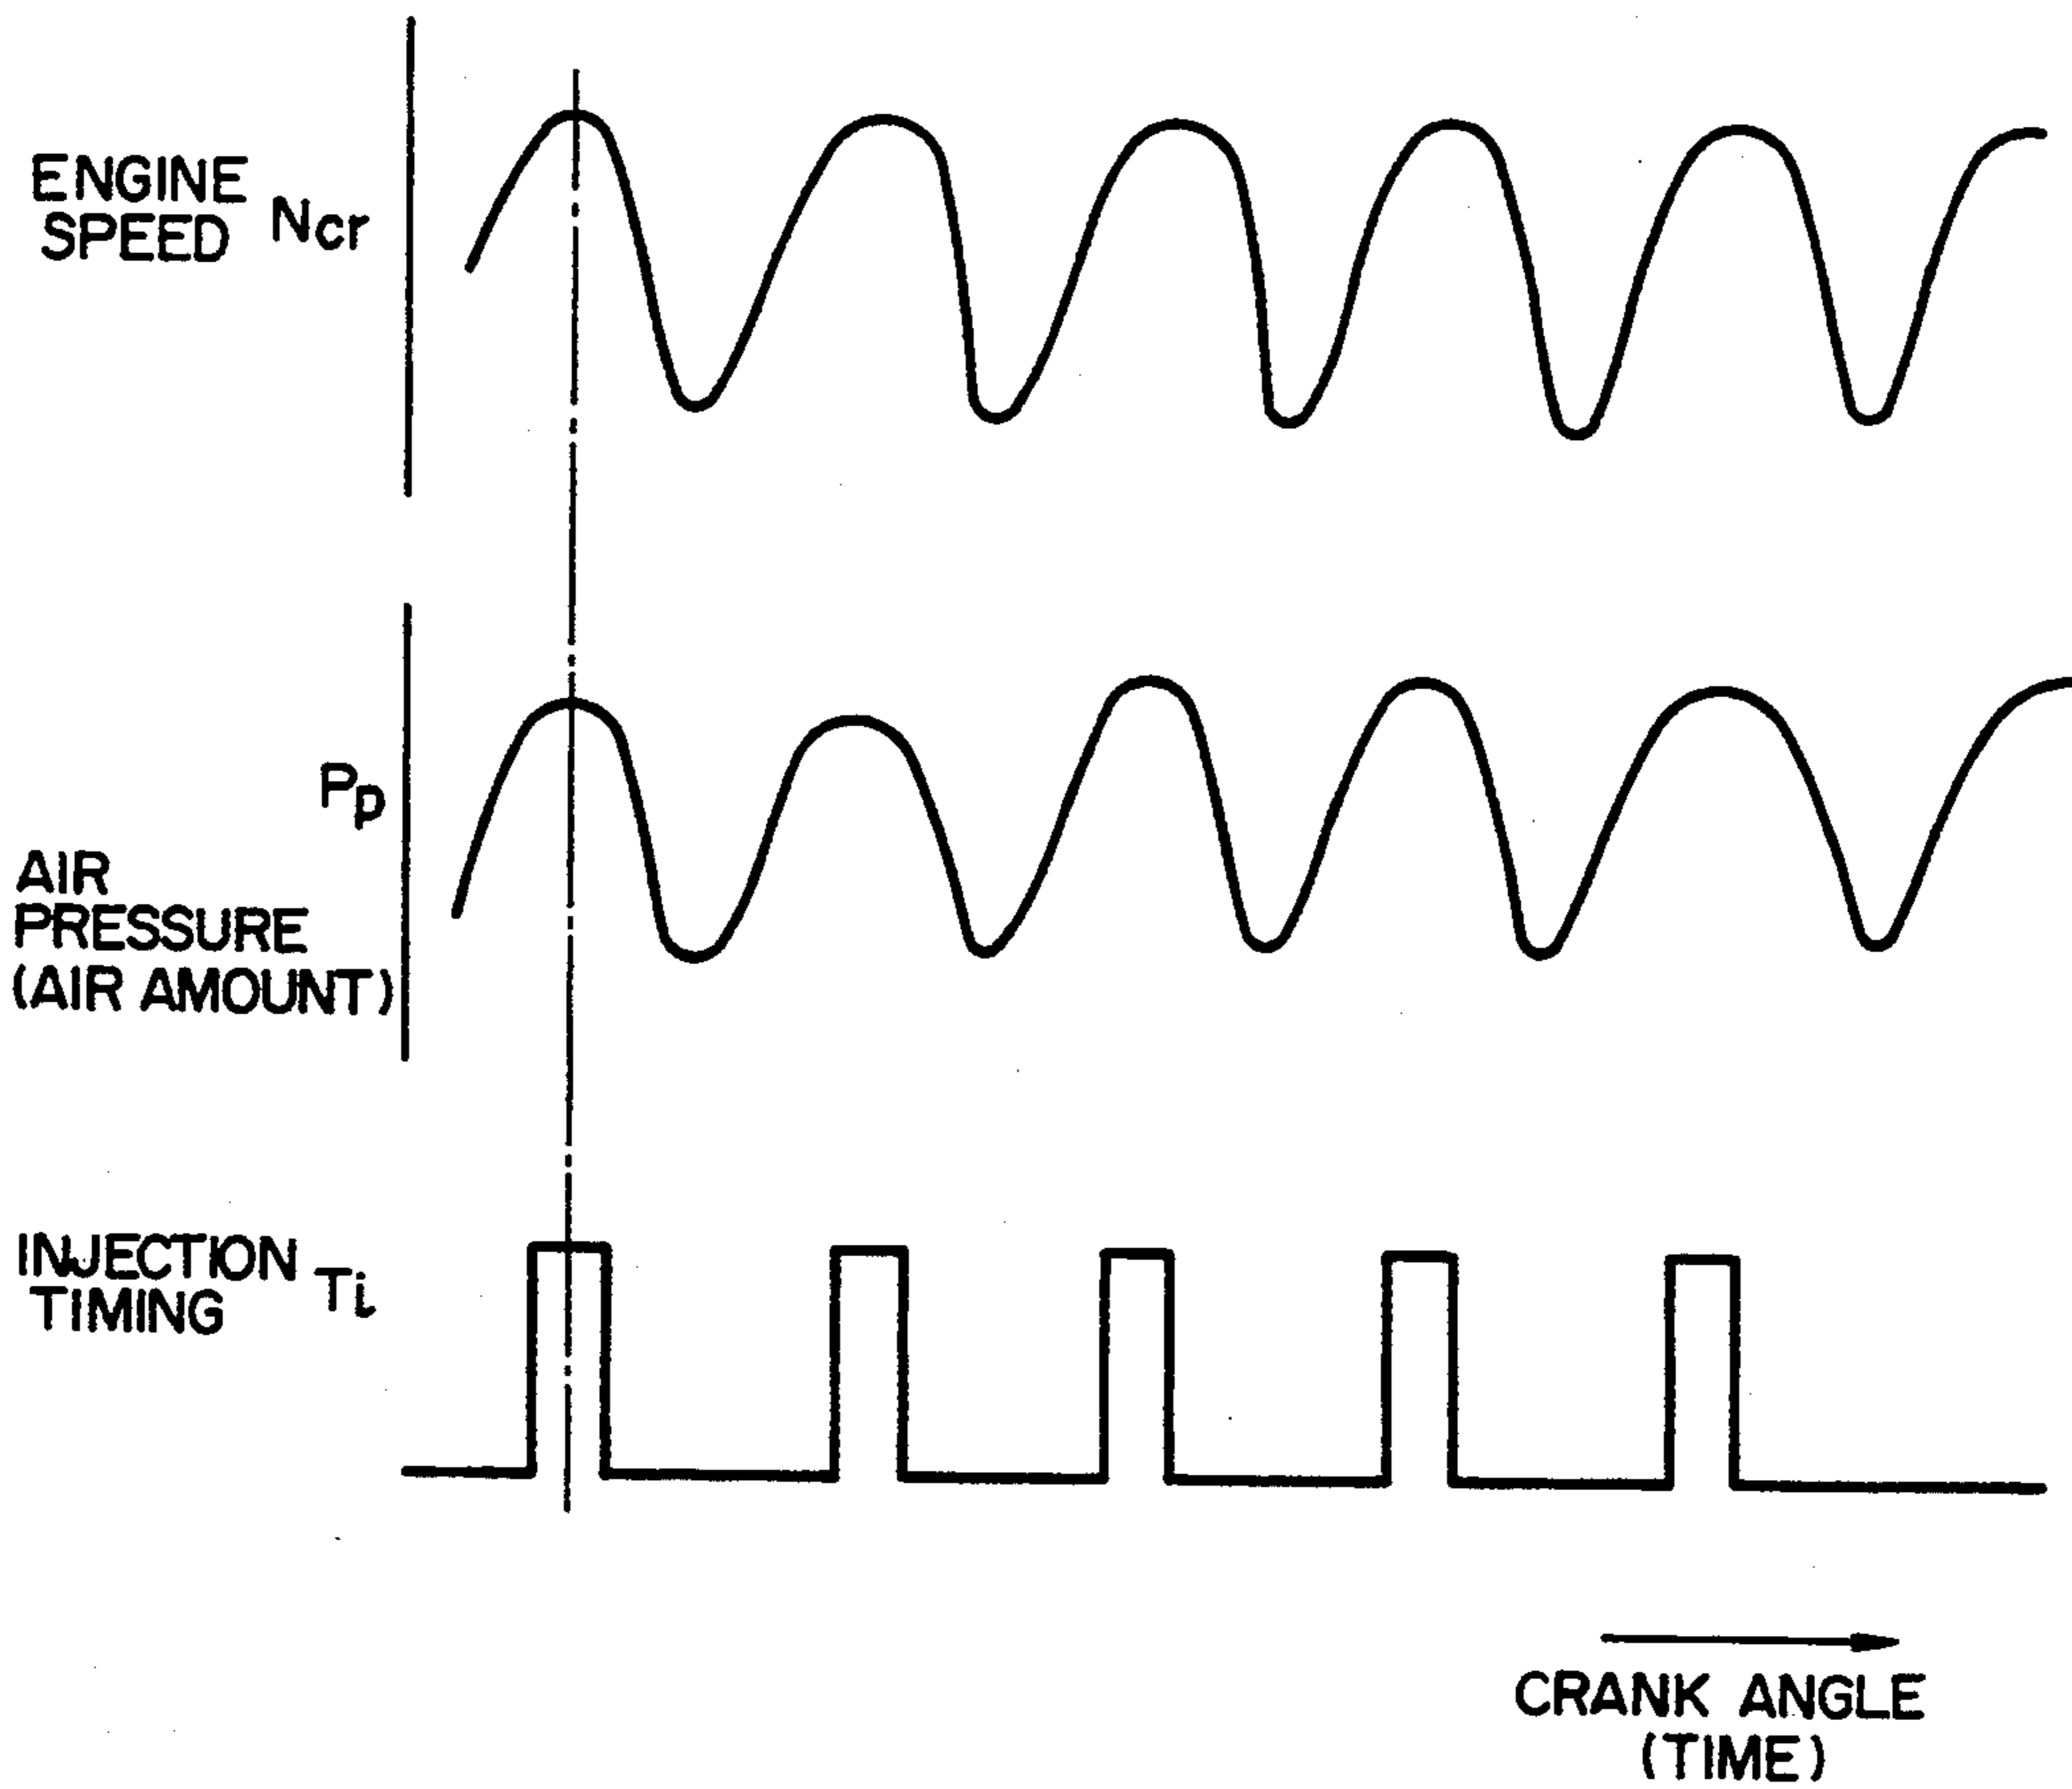 ENGINE
SPEED Ncr
Pp
AIR
PRESSURE
(AIR AMOUNT)
INJECTION
TIMING Ti
CRANK ANGLE
(TIME)